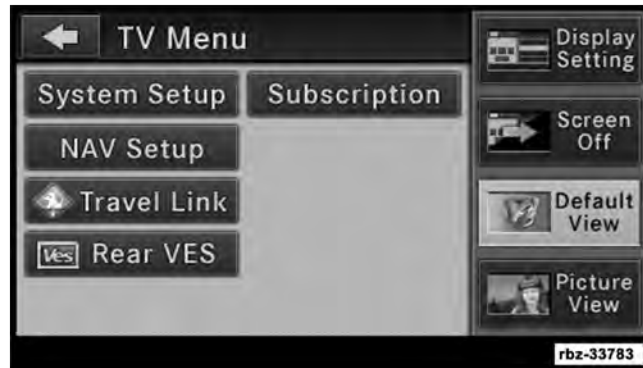 TV Menu
System Setup
Subscription
NAV Setup
Travel Link
Ves Rear VES
Display
Setting
Screen
Off
Default
View
Picture
View
rbz-33783